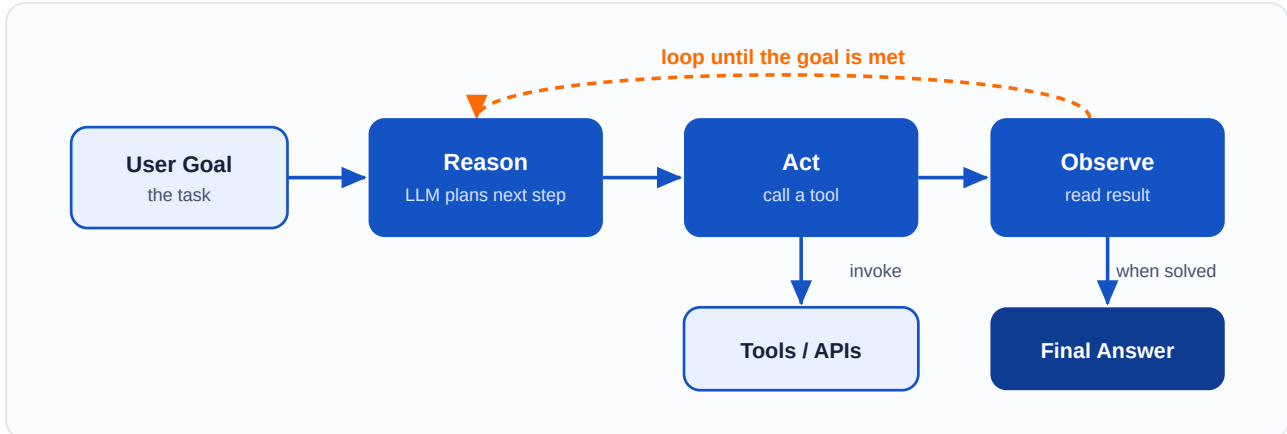 loop until the goal is met
User Goal
the task
Reason
LLM plans next step
Act
call a tool
Observe
read result
invoke
when solved
Tools / APIs
Final Answer